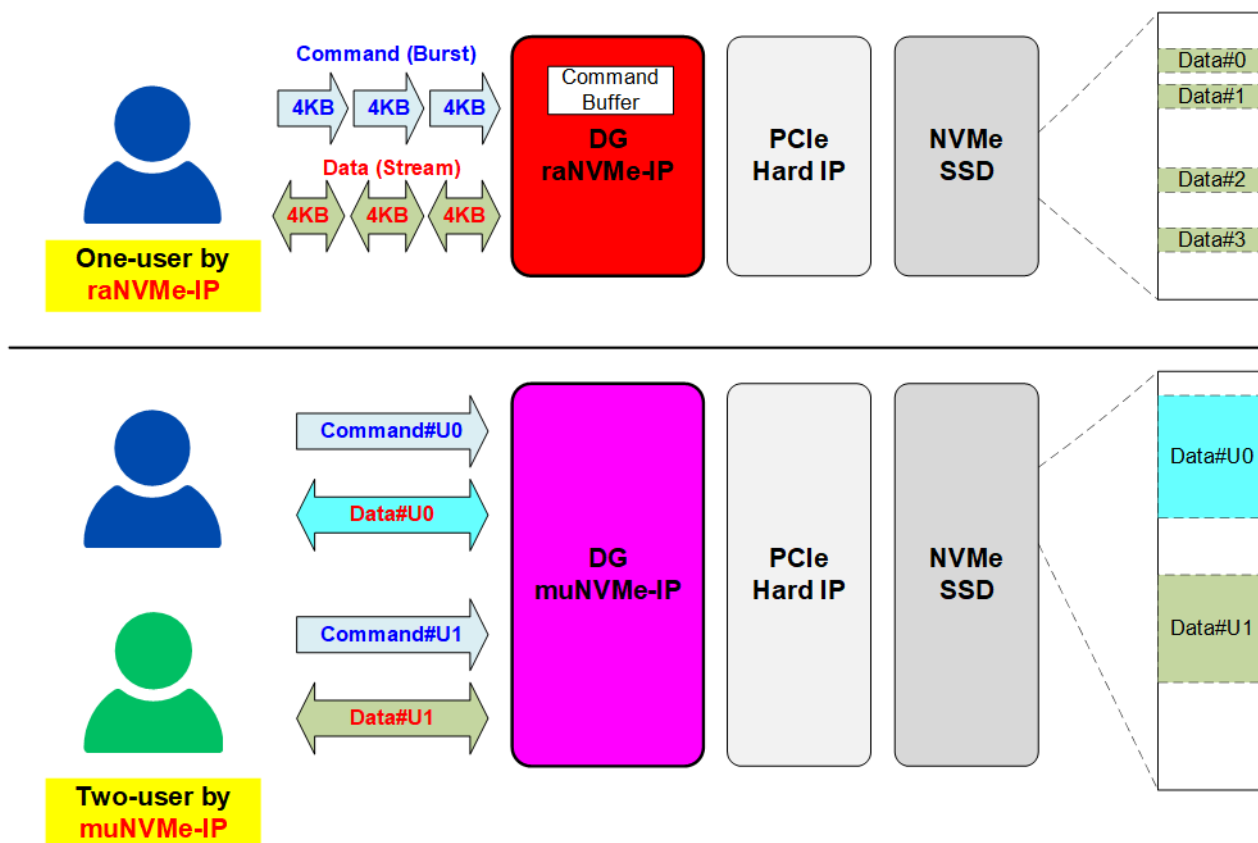 Command (Burst)
4KB 4KB 4KB
Data (Stream)
4KB 4KB 4KB
One-user by
raNVMe-IP
Command
Buffer
DG
raNVMe-IP
PCIe
Hard IP
NVMe
SSD
Data#0
Data#1
Data#2
Data#3
Command#U0
Data#U0
Command#U1
Data#U1
Two-user by
muNVMe-IP
DG
muNVMe-IP
PCIe
Hard IP
NVMe
SSD
Data#U0
Data#U1